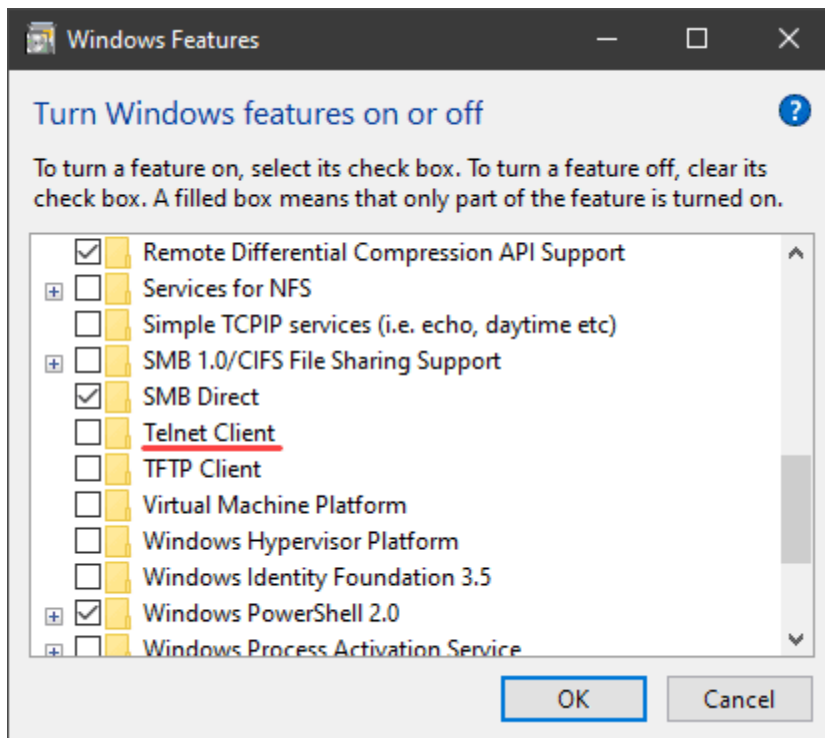 Windows Features
Turn Windows features on or off
To turn a feature on, select its check box. To turn a feature off, clear its
check box. A filled box means that only part of the feature is turned on.
Remote Differential Compression API Support
Services for NFS
Simple TCPIP services (i.e. echo, daytime etc)
SMB 1.0/CIFS File Sharing Support
SMB Direct
Telnet Client
TFTP Client
Virtual Machine Platform
Windows Hypervisor Platform
Windows Identity Foundation 3.5
Windows PowerShell 2.0
Windows Process Activation Service
OK
Cancel